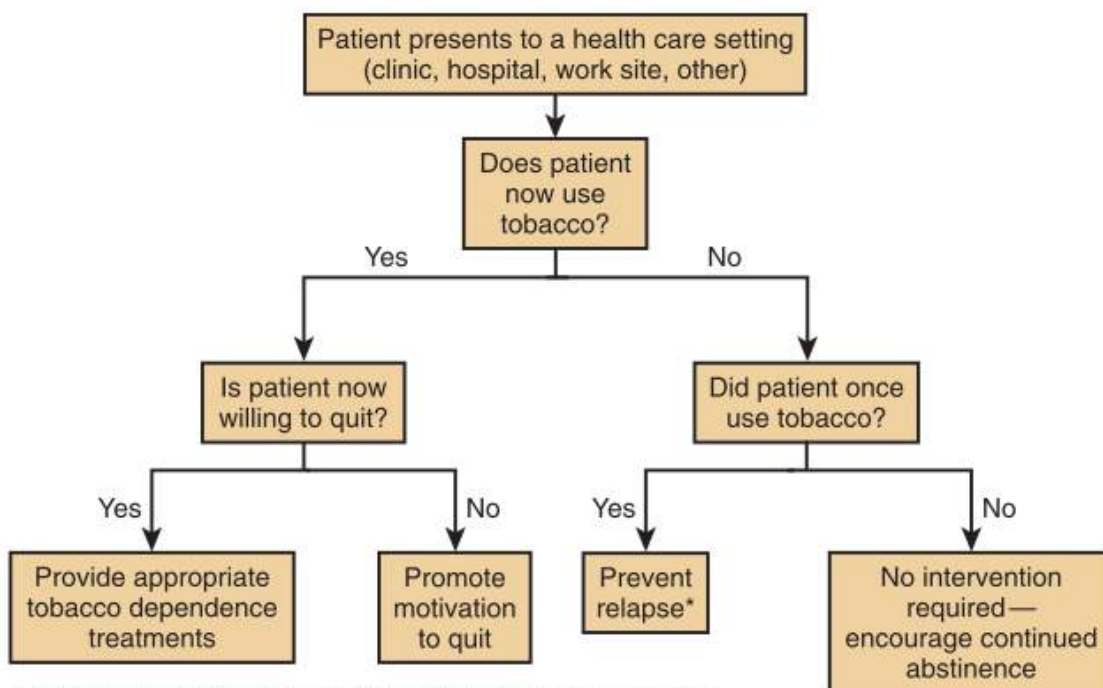 Patient presents to a health care setting
(clinic, hospital, work site, other)
Does patient
now use
tobacco?
Yes
No
Is patient now
willing to quit?
Did patient once
use tobacco?
Yes
No
Yes
No
Provide appropriate
tobacco dependence
treatments
Promote
motivation
to quit
Prevent
relapse*
No intervention
required—
encourage continued
abstinence